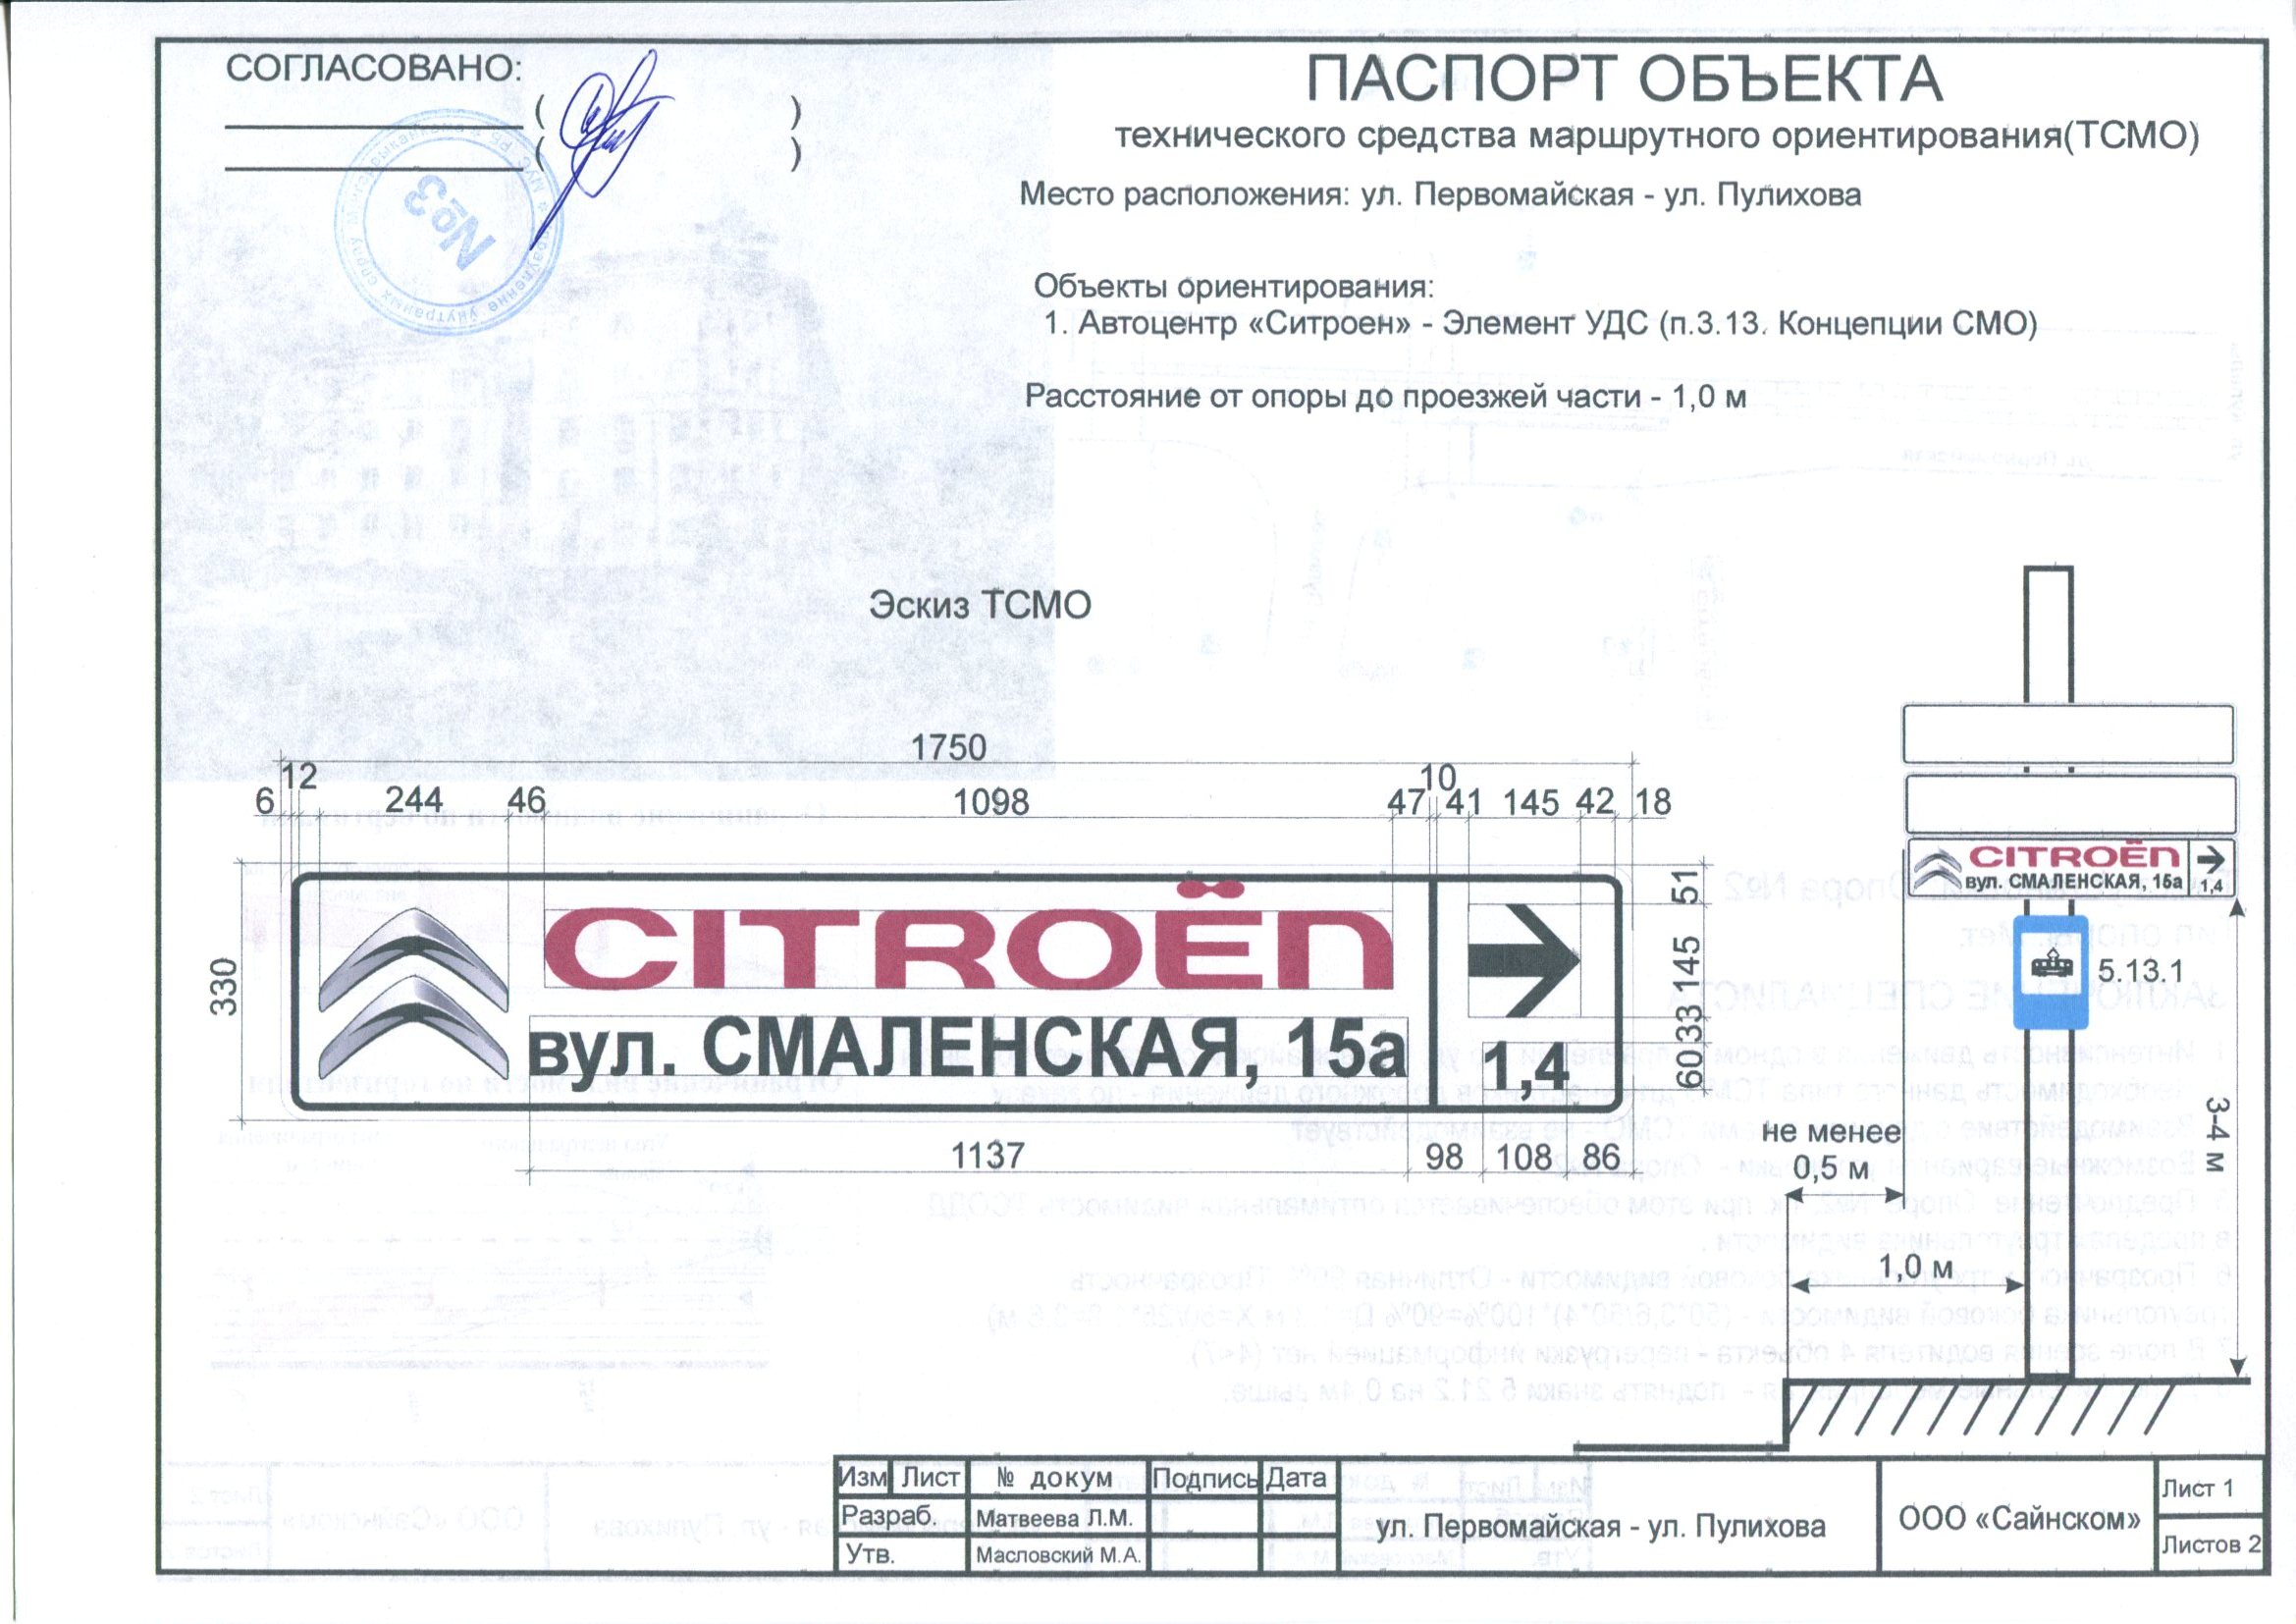 СОГЛАСОВАНО:
( )
( )
№3
ПАСПОРТ ОБЪЕКТА
технического средства маршрутного ориентирования(ТСМО)
Место расположения: ул. Первомайская - ул. Пулихова
Объекты ориентирования:
1. Автоцентр «Ситроен» - Элемент УДС (п.3.13. Концепции СМО)
Расстояние от опоры до проезжей части - 1,0 м
Эскиз ТСМО
1750
12
10
6 244 46 1098 47 41 145 42 18
330
CITROËN
вул. СМАЛЕНСКАЯ, 15а
1,4
51
145
33
60
1137 98 108 86
CITROËN
вул. СМАЛЕНСКАЯ, 15а
1,4
5.13.1
3-4 м
не менее
0,5 м
1,0 м
Изм Лист № докум Подпись Дата
Разраб. Матвеева Л.М.
Утв. Масловский М.А.
ул. Первомайская - ул. Пулихова
ООО «Сайнском»
Лист 1
Листов 2